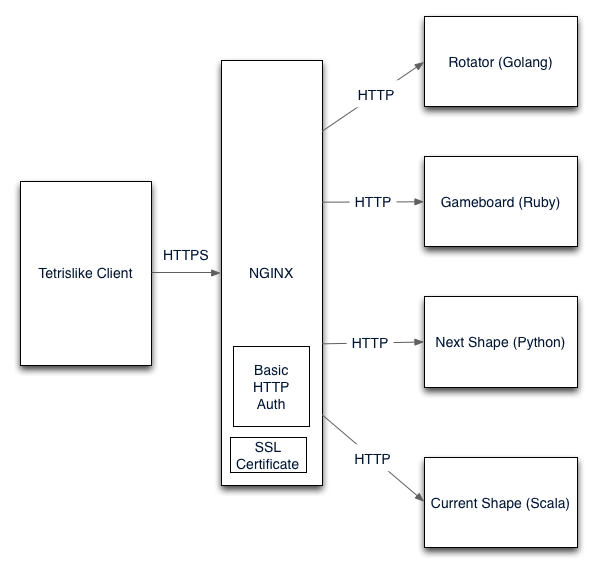 Tetrislike Client
HTTPS
NGINX
Basic
HTTP
Auth
SSL
Certificate
HTTP
Rotator (Golang)
HTTP
Gameboard (Ruby)
HTTP
Next Shape (Python)
HTTP
Current Shape (Scala)